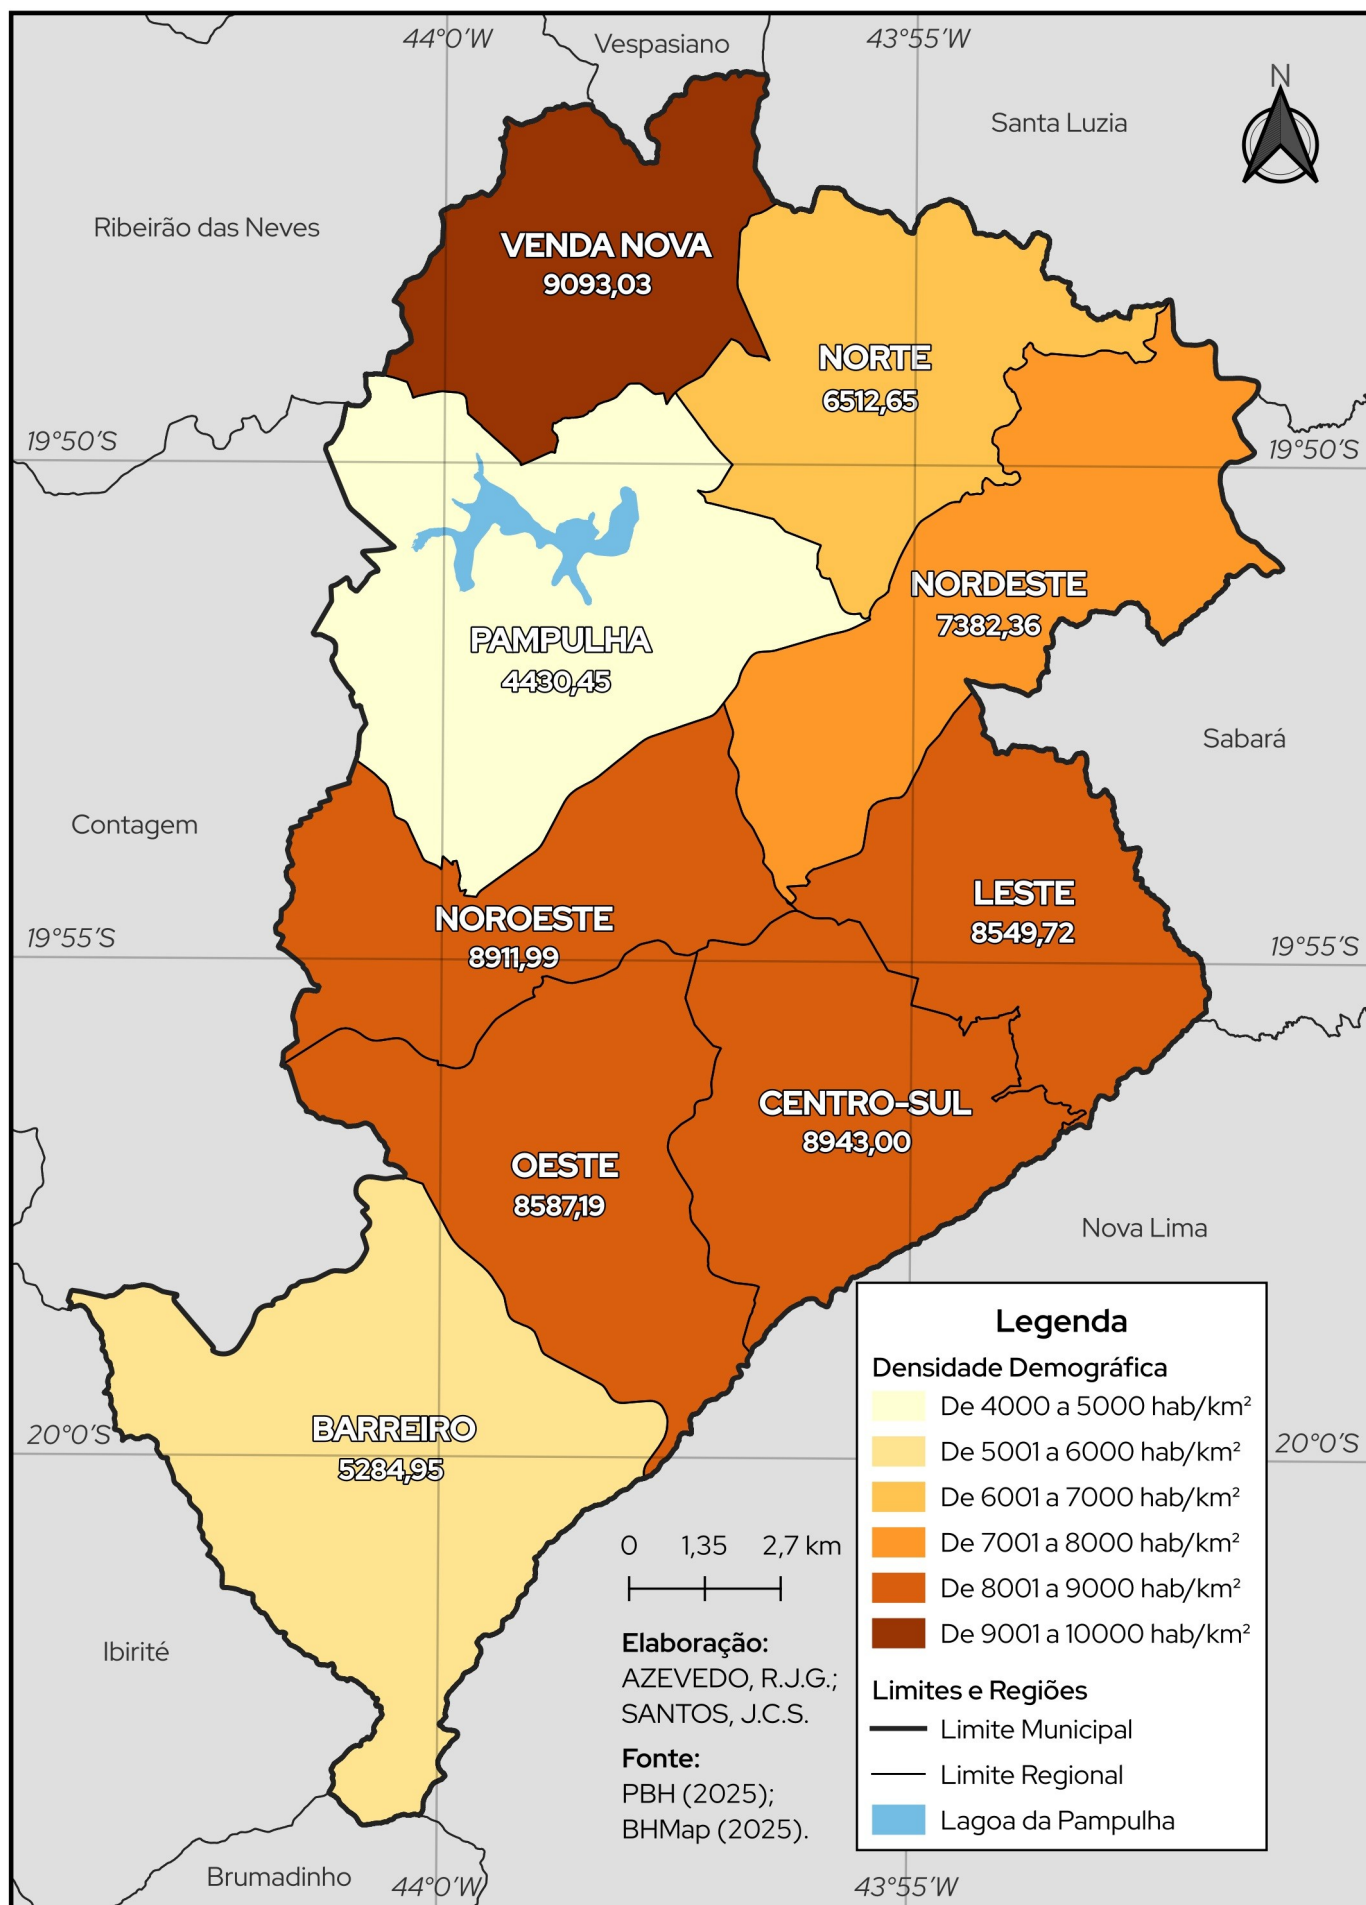 44°0'W
Vespasiano
43°55'W
N
Santa Luzia
Ribeirão das Neves
VENDA NOVA
9093,03
NORTE
6512,65
19°50'S
19°50'S
NORDESTE
7382,36
PAMPULHA
4430,45
Sabará
Contagem
LESTE
8549,72
NOROESTE
8911,99
19°55'S
19°55'S
CENTRO-SUL
8943,00
OESTE
8587,19
Nova Lima
BARREIRO
5284,95
20°0'S
20°0'S
Ibirité
Brumadinho
44°0'W
43°55'W
0 1,35 2,7 km
Elaboração:
AZEVEDO, R.J.G.;
SANTOS, J.C.S.
Fonte:
PBH (2025);
BHMap (2025).
Legenda
Densidade Demográfica
De 4000 a 5000 hab/km²
De 5001 a 6000 hab/km²
De 6001 a 7000 hab/km²
De 7001 a 8000 hab/km²
De 8001 a 9000 hab/km²
De 9001 a 10000 hab/km²
Limites e Regiões
Limite Municipal
Limite Regional
Lagoa da Pampulha